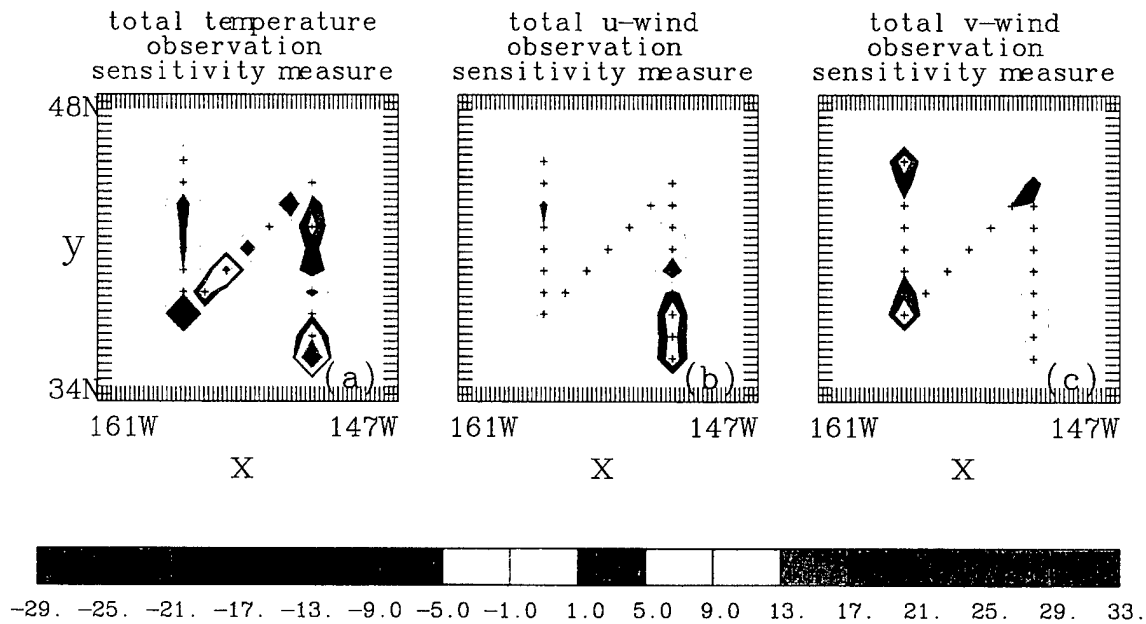 total temperature total u-wind total v-wind
observation observation observation
sensitivity measure sensitivity measure sensitivity measure
48N
y
34N (a) (b) (c)
161W 147W 161W 147W 161W 147W
X X X
-29. -25. -21. -17. -13. -9.0 -5.0 -1.0 1.0 5.0 9.0 13. 17. 21. 25. 29. 33.